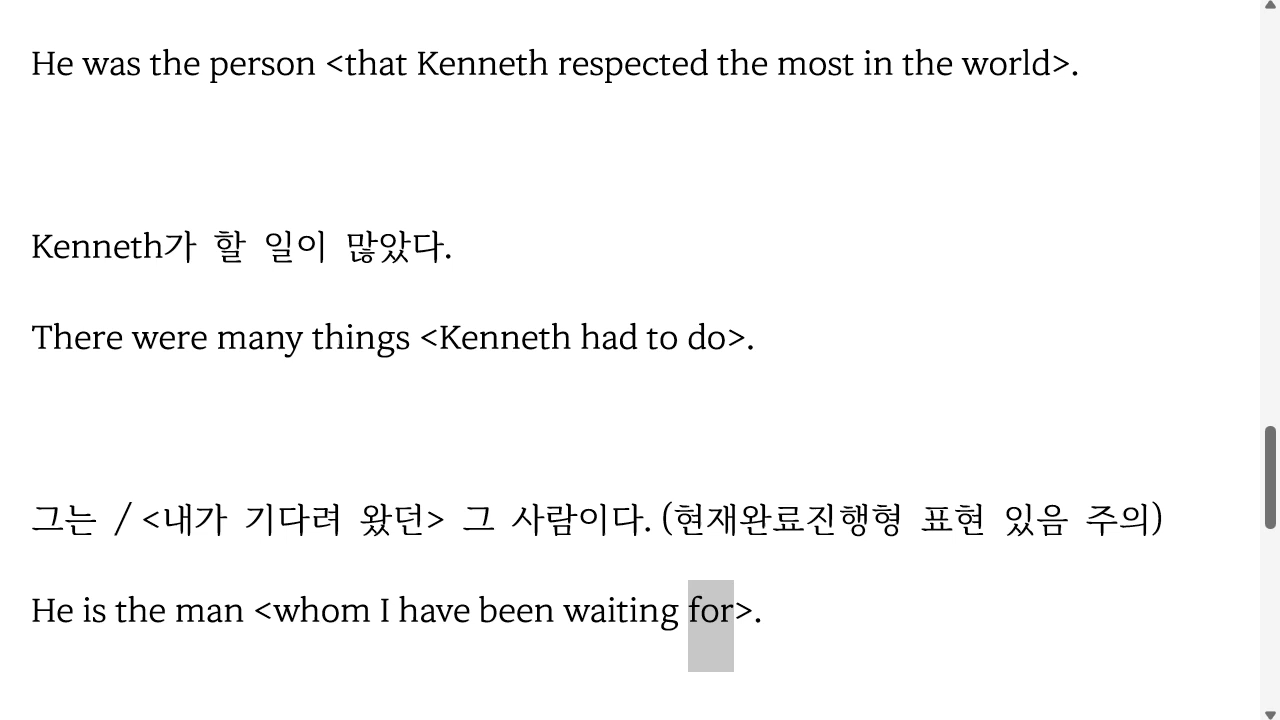 He was the person <that Kenneth respected the most in the world>.
Kenneth가 할 일이 많았다.
There were many things <Kenneth had to do>.
그는 / <내가 기다려 왔던> 그 사람이다. (현재완료진행형 표현 있음 주의)
He is the man <whom I have been waiting for>.